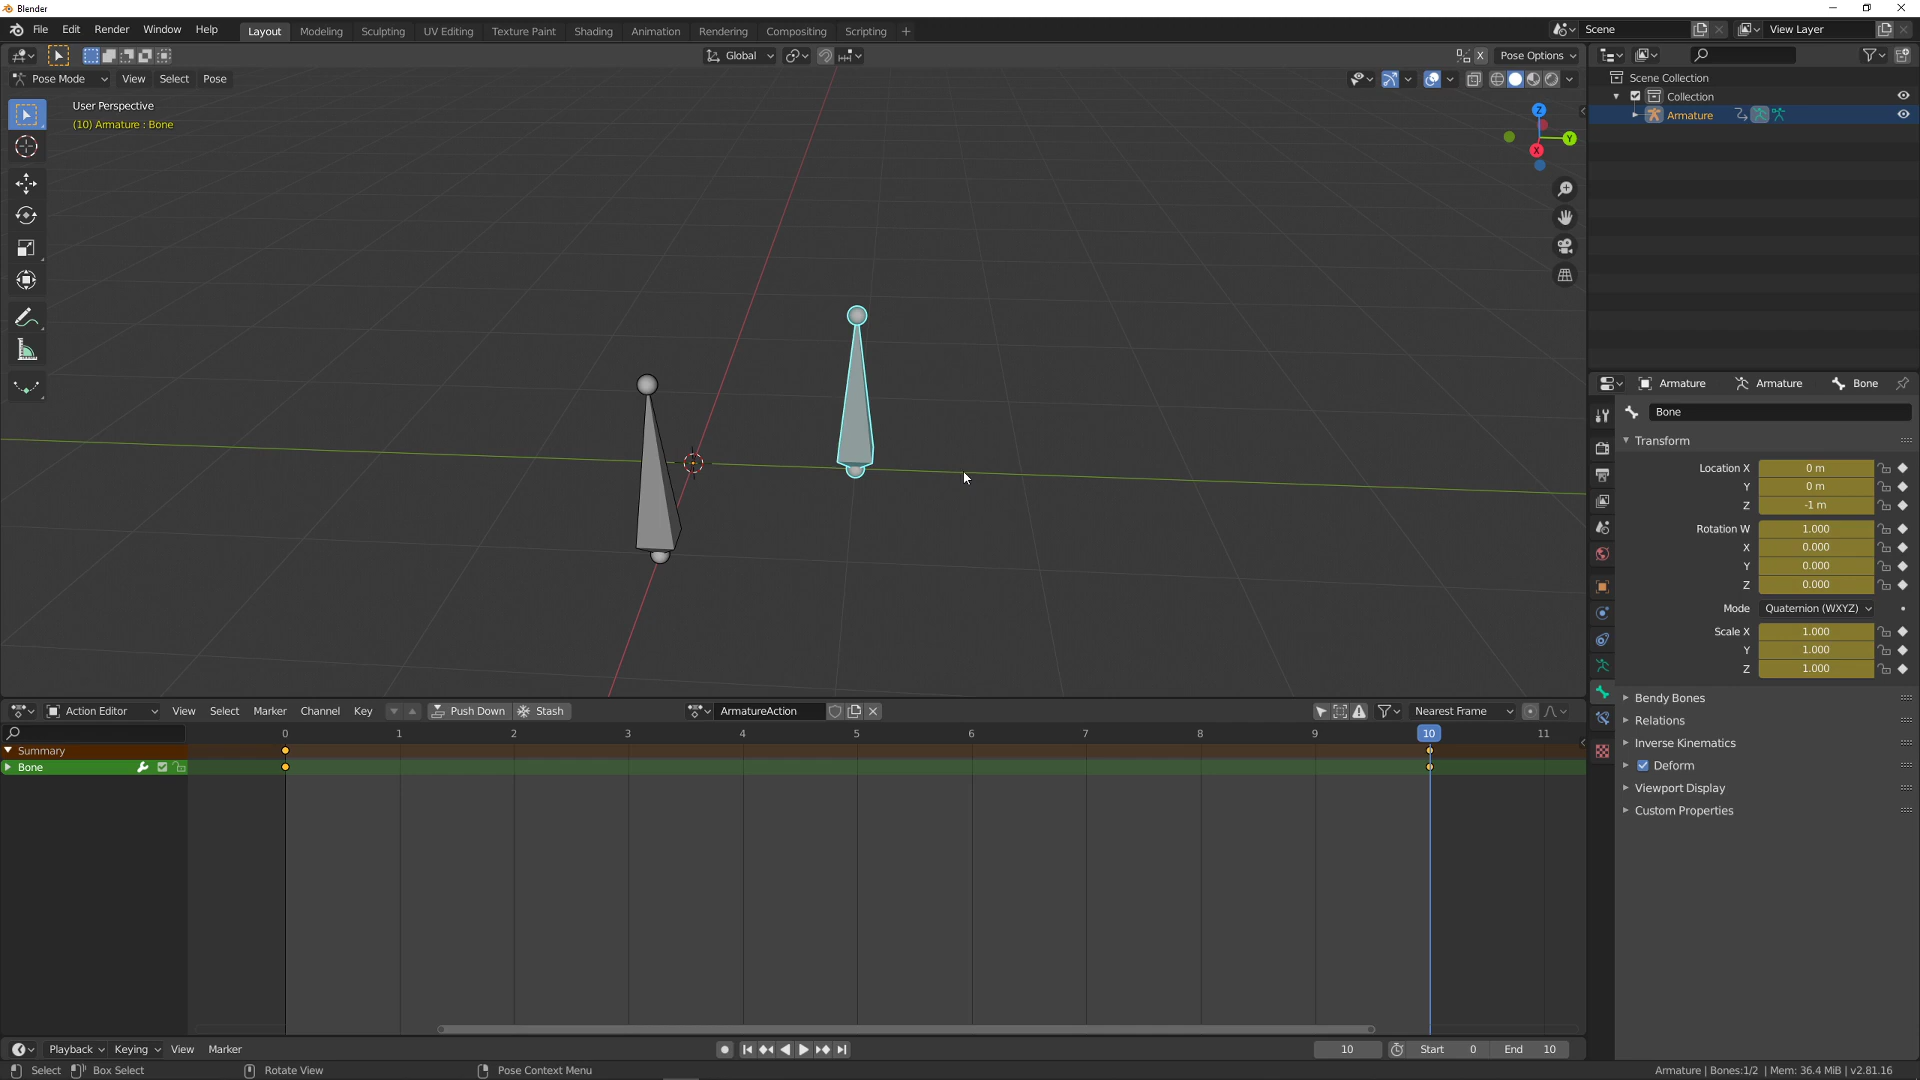 Blender
File Edit Render Window Help Layout Modeling Sculpting UV Editing Texture Paint Shading Animation Rendering Compositing Scripting + Scene View Layer
Global X Pose Options
Pose Mode View Select Pose
User Perspective
(10) Armature : Bone
Z
Y
X
Scene Collection
Collection
Armature
Armature Armature Bone
Bone
Transform
Location X 0 m
Y 0 m
Z -1 m
Rotation W 1.000
X 0.000
Y 0.000
Z 0.000
Mode Quaternion (WXYZ)
Scale X 1.000
Y 1.000
Z 1.000
Bendy Bones
Relations
Inverse Kinematics
Deform
Viewport Display
Custom Properties
Action Editor View Select Marker Channel Key Push Down Stash ArmatureAction Nearest Frame
0 1 2 3 4 5 6 7 8 9 10 11
Summary
Bone
Playback Keying View Marker 10 Start 0 End 10
Select Box Select Rotate View Pose Context Menu Armature | Bones:1/2 | Mem: 36.4 MiB | v2.81.16